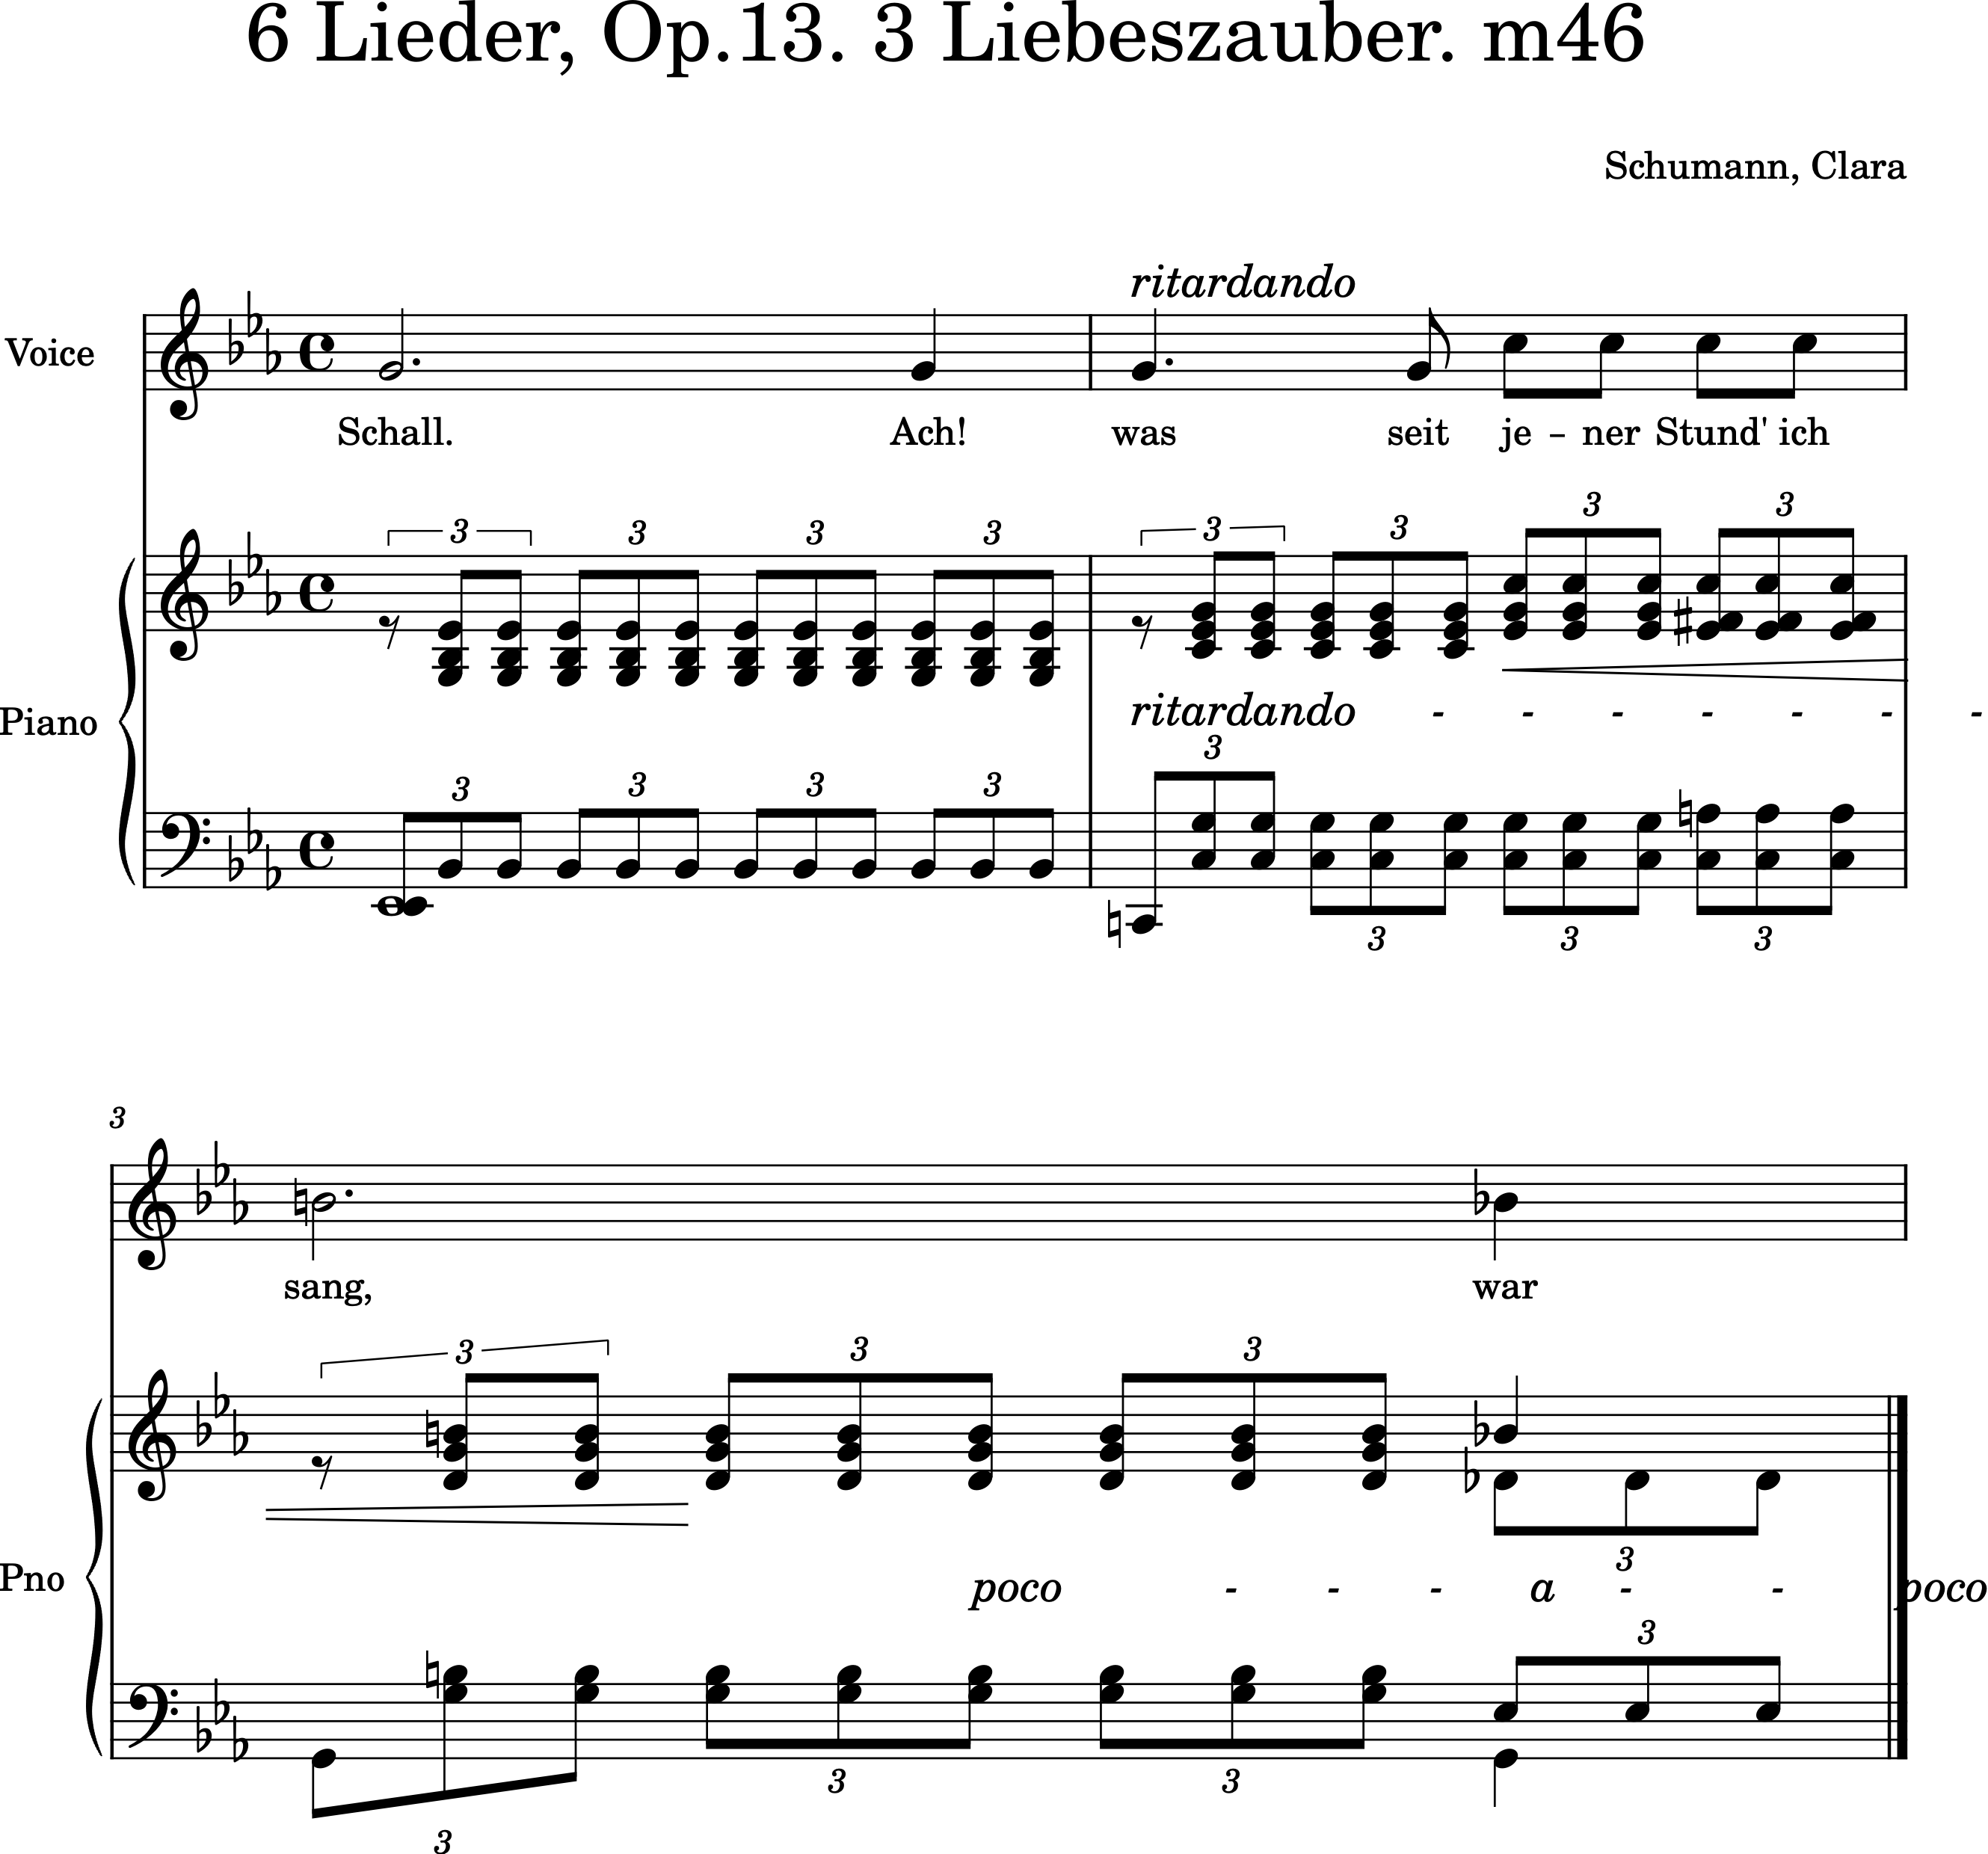 6 Lieder, Op.13. 3 Liebeszauber. m46
Schumann, Clara
ritardando
Voice
Schall. Ach! was seit je - ner Stund' ich
3 3 3 3 3 3 3 3
Piano
ritardando - - - - - - -
3 3 3 3 3
3 3 3
3
sang, war
3 3 3
3
Pno
poco - - - a - - poco
3
3 3
3